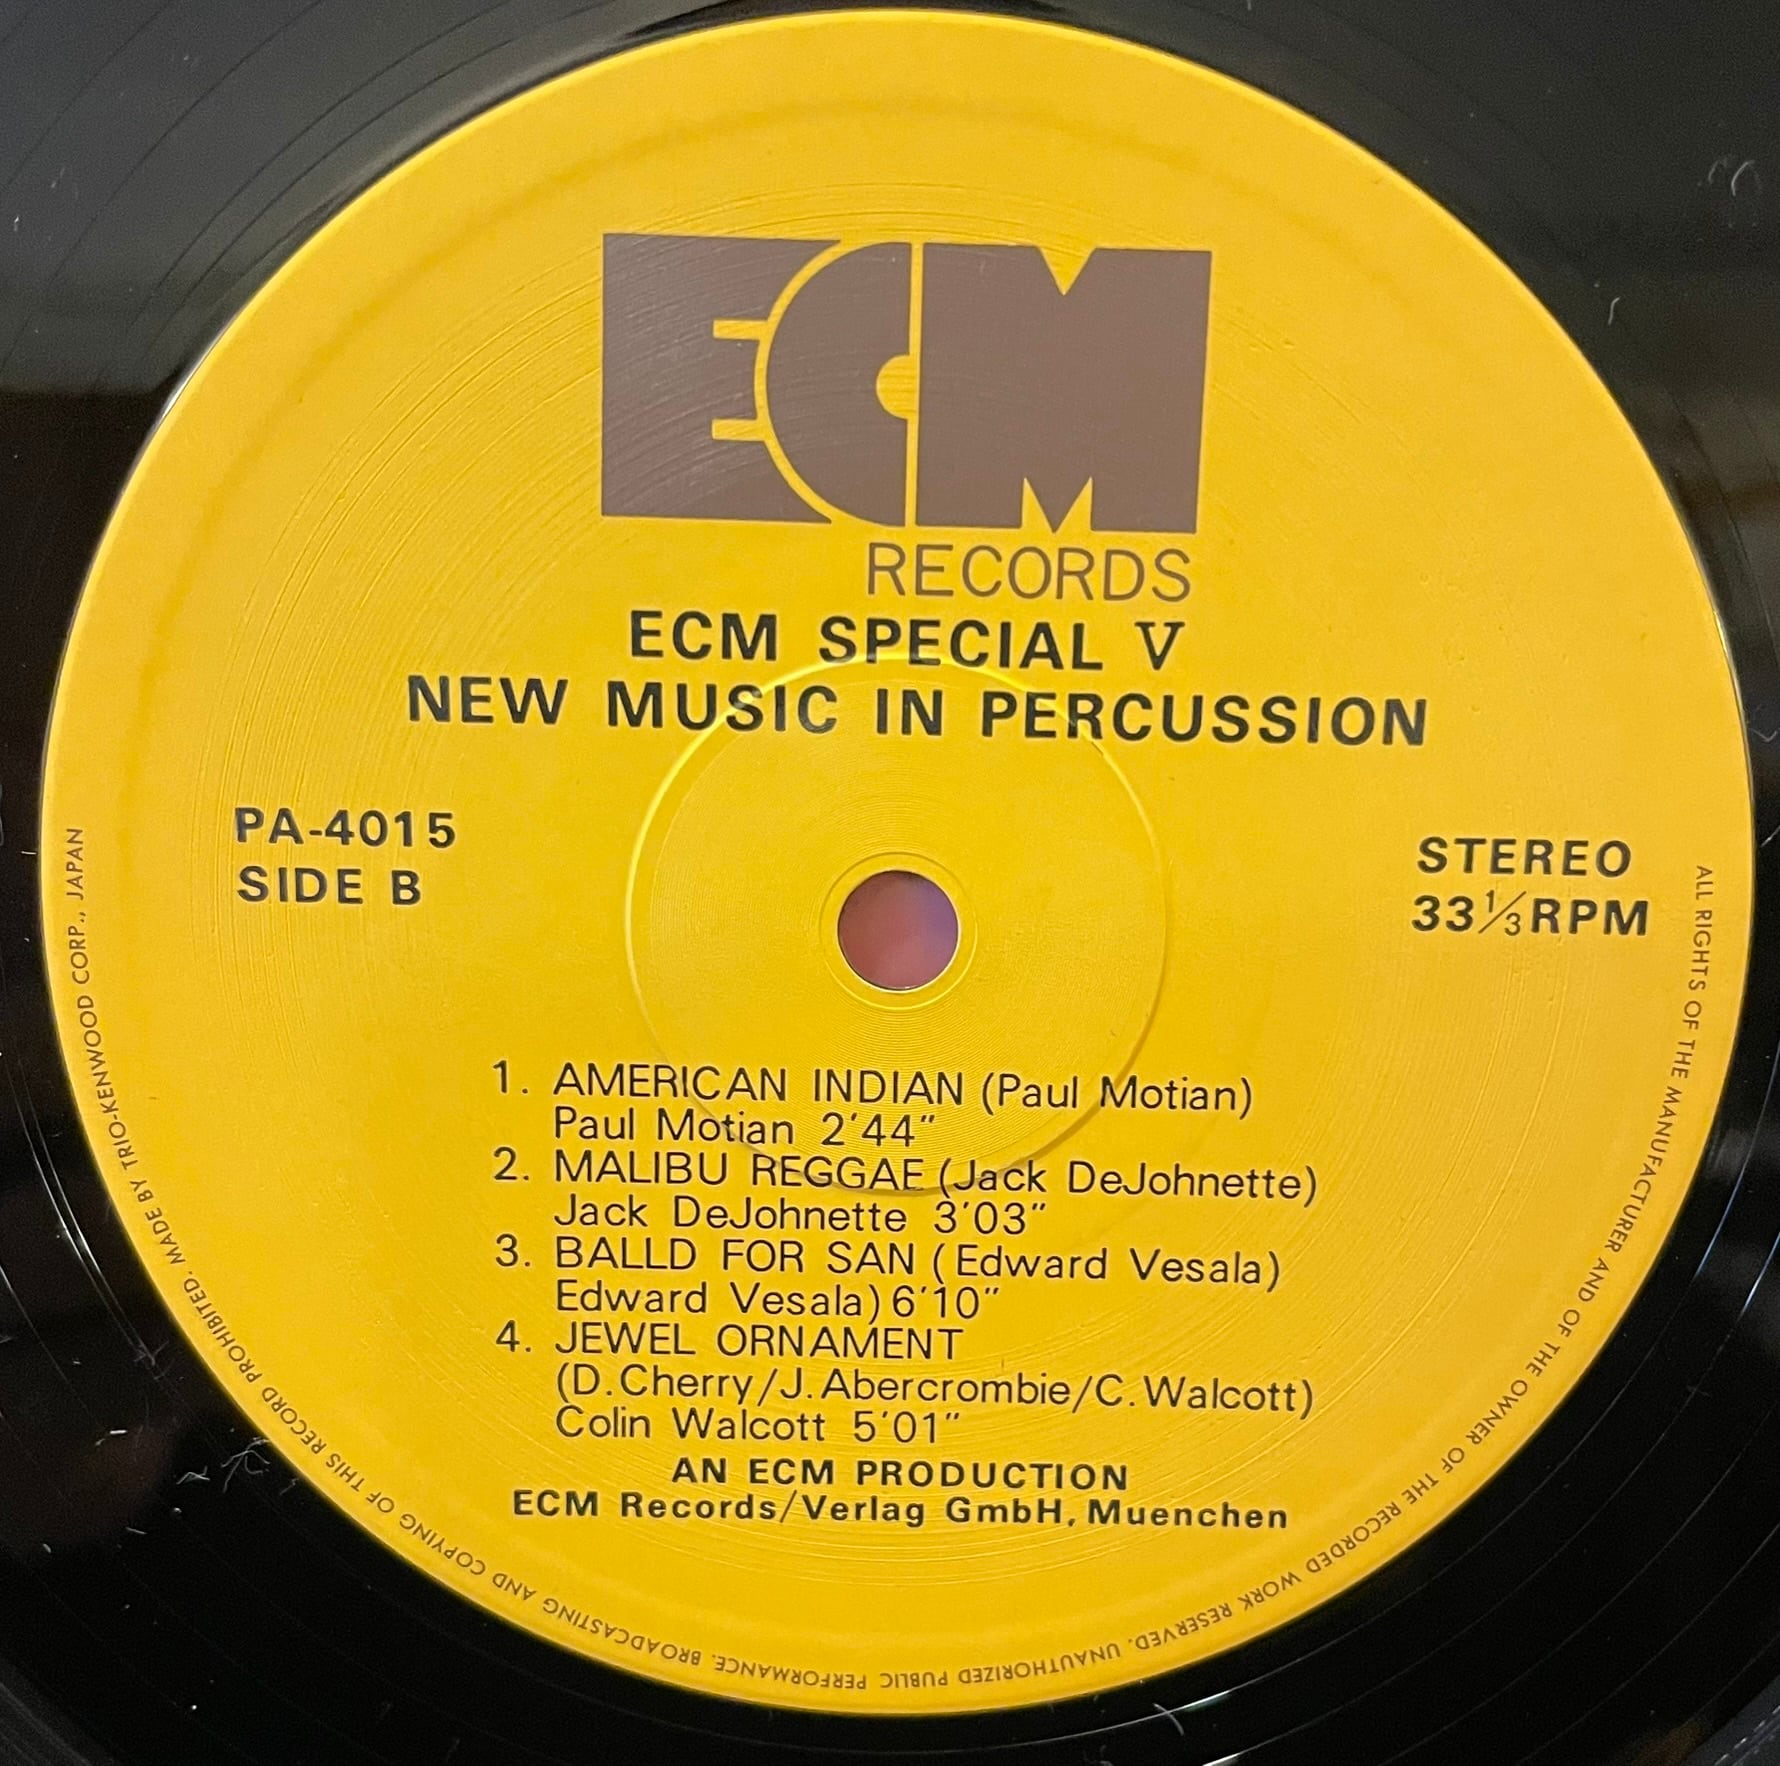 ECM
RECORDS
ECM SPECIAL V
NEW MUSIC IN PERCUSSION
PA-4015
SIDE B
STEREO
33⅓RPM
1. AMERICAN INDIAN (Paul Motian)
Paul Motian 2'44"
2. MALIBU REGGAE (Jack DeJohnette)
Jack DeJohnette 3'03"
3. BALLD FOR SAN (Edward Vesala)
Edward Vesala) 6'10"
4. JEWEL ORNAMENT
(D.Cherry/J.Abercrombie/C.Walcott)
Colin Walcott 5'01"
AN ECM PRODUCTION
ECM Records/Verlag GmbH, Muenchen
ALL RIGHTS OF THE MANUFACTURER AND OF THE OWNER OF THE RECORDED WORK RESERVED. UNAUTHORIZED PUBLIC PERFORMANCE. BROADCASTING AND COPYING OF THIS RECORD PROHIBITED. MADE BY TRIO-KENWOOD CORP., JAPAN